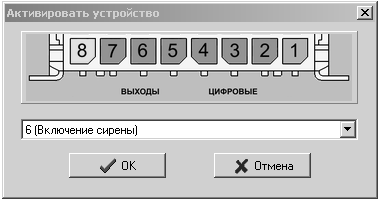 Активировать устройство
8 7 6 5 4 3 2 1
ВЫХОДЫ ЦИФРОВЫЕ
6 (Включение сирены)
OK Отмена